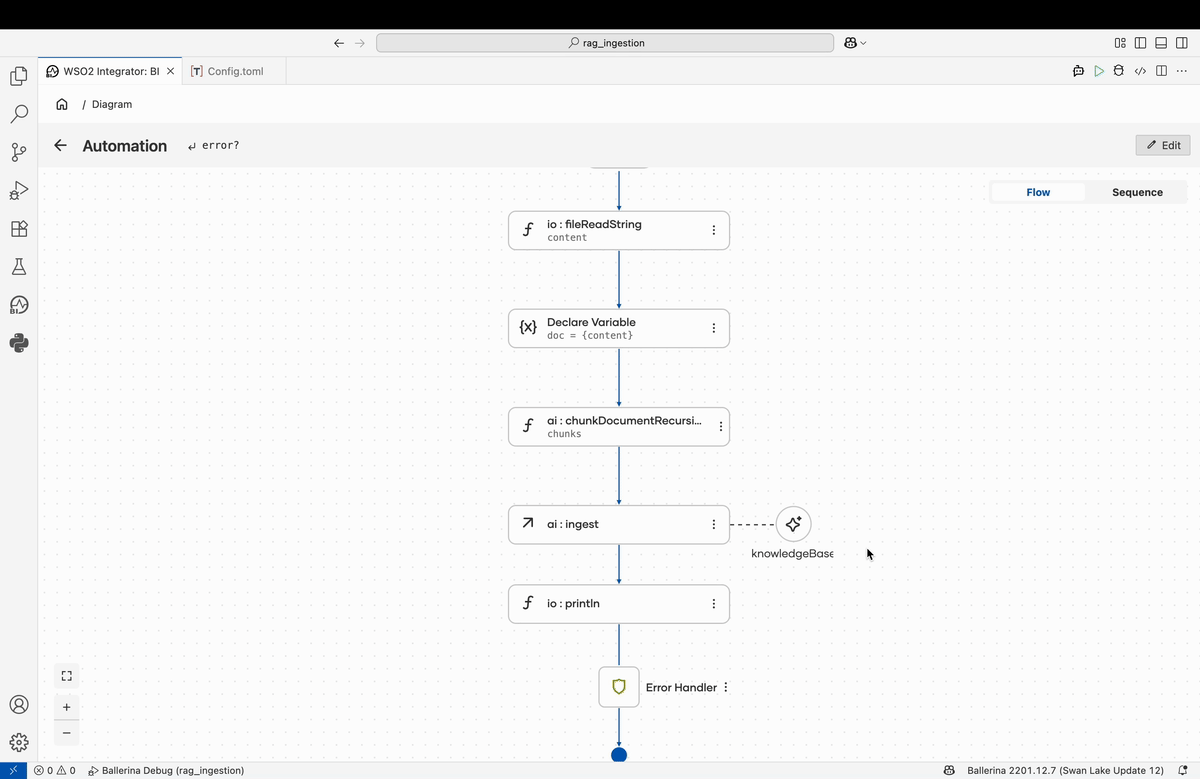 rag_ingestion
WSO2 Integrator: BI
Config.toml
/ Diagram
Automation
error?
Edit
Flow
Sequence
io : fileReadString
content
Declare Variable
doc = {content}
ai : chunkDocumentRecursi...
chunks
ai : ingest
knowledgeBase
io : println
Error Handler
0 0
Ballerina Debug (rag_ingestion)
Ballerina 2201.12.7 (Swan Lake Update 12)